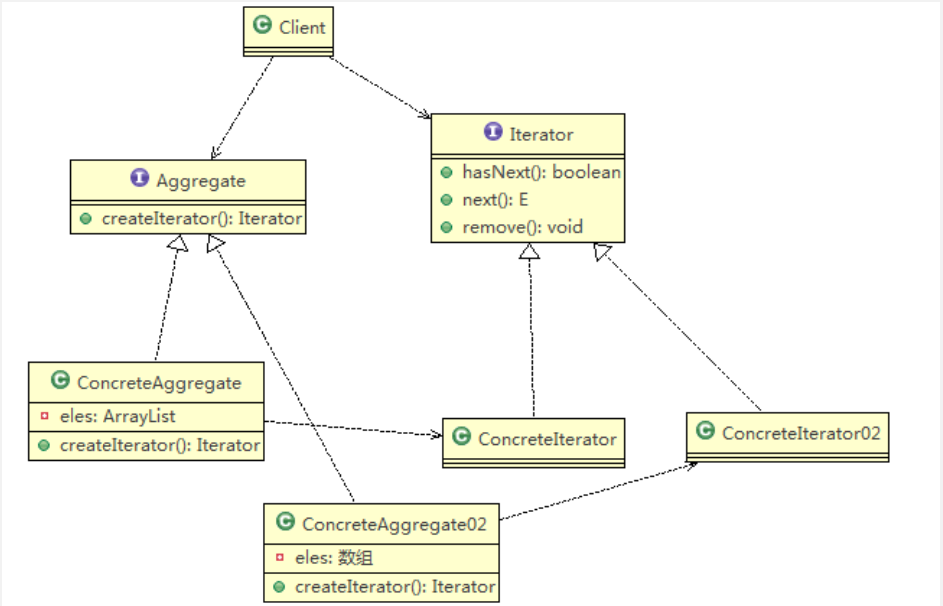 Client
Iterator
hasNext(): boolean
next(): E
remove(): void
Aggregate
createIterator(): Iterator
ConcreteAggregate
eles: ArrayList
createIterator(): Iterator
ConcreteIterator
ConcreteIterator02
ConcreteAggregate02
eles: 数组
createIterator(): Iterator